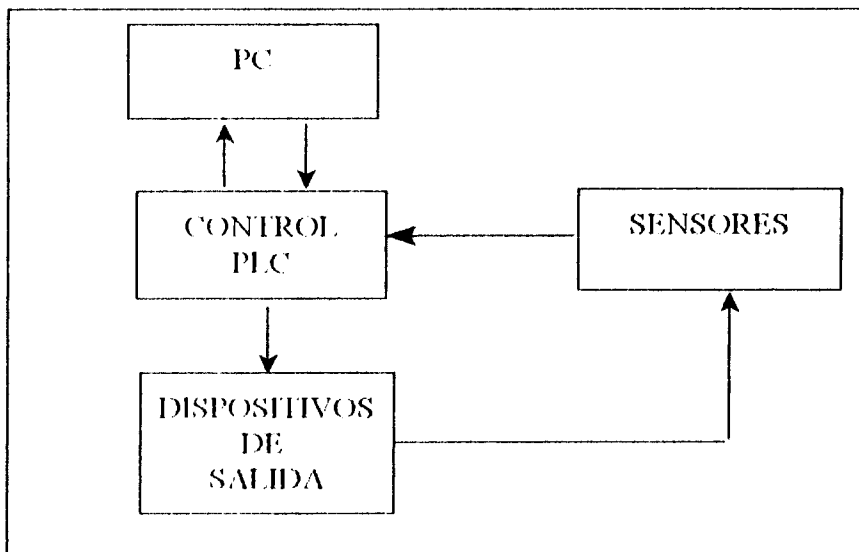 PC
CONTROL
PLC
SENSORES
DISPOSITIVOS
DE
SALIDA